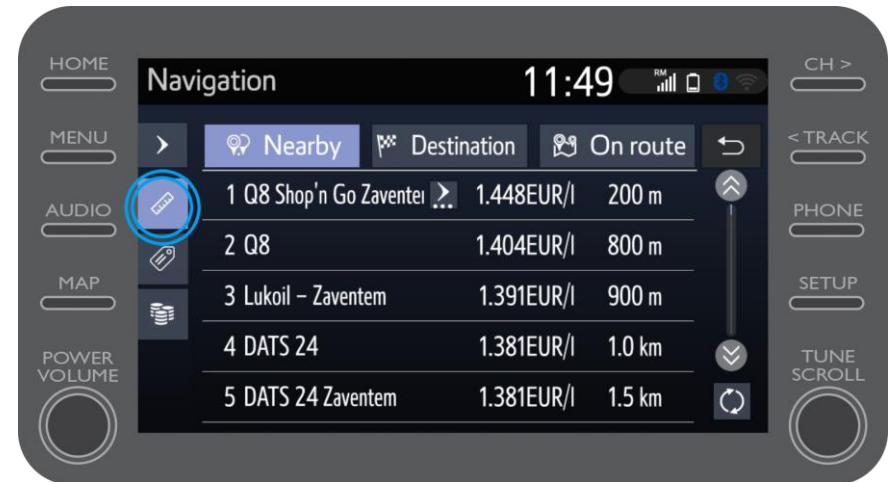 HOME
MENU
AUDIO
MAP
POWER
VOLUME
Navigation 11:49 RM
Nearby Destination On route
1 Q8 Shop'n Go Zaventer 1.448EUR/l 200 m
2 Q8 1.404EUR/l 800 m
3 Lukoil – Zaventem 1.391EUR/l 900 m
4 DATS 24 1.381EUR/l 1.0 km
5 DATS 24 Zaventem 1.381EUR/l 1.5 km
CH >
< TRACK
PHONE
SETUP
TUNE
SCROLL